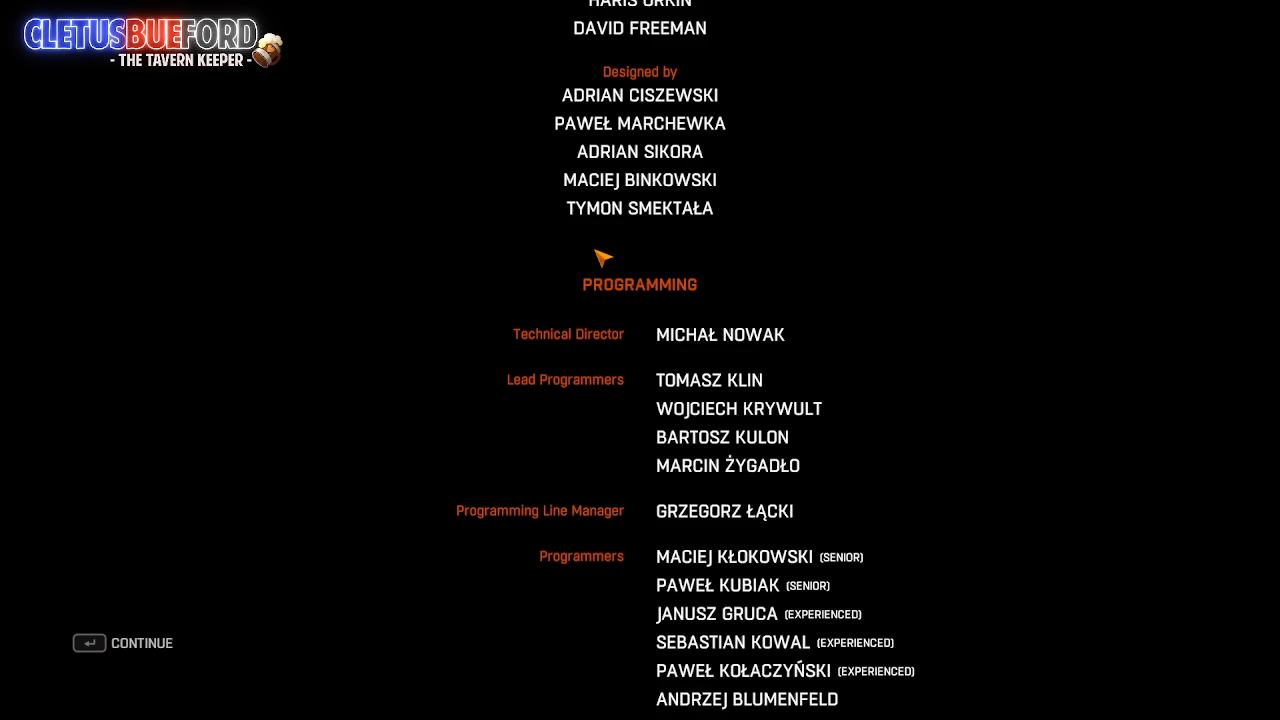 CLETUSBUEFORD
- THE TAVERN KEEPER -
HARIS ORKIN
DAVID FREEMAN
Designed by
ADRIAN CISZEWSKI
PAWEŁ MARCHEWKA
ADRIAN SIKORA
MACIEJ BINKOWSKI
TYMON SMEKTAŁA
PROGRAMMING
Technical Director MICHAŁ NOWAK
Lead Programmers TOMASZ KLIN
WOJCIECH KRYWULT
BARTOSZ KULON
MARCIN ŻYGADŁO
Programming Line Manager GRZEGORZ ŁĄCKI
Programmers MACIEJ KŁOKOWSKI (SENIOR)
PAWEŁ KUBIAK (SENIOR)
JANUSZ GRUCA (EXPERIENCED)
SEBASTIAN KOWAL (EXPERIENCED)
PAWEŁ KOŁACZYŃSKI (EXPERIENCED)
ANDRZEJ BLUMENFELD
CONTINUE